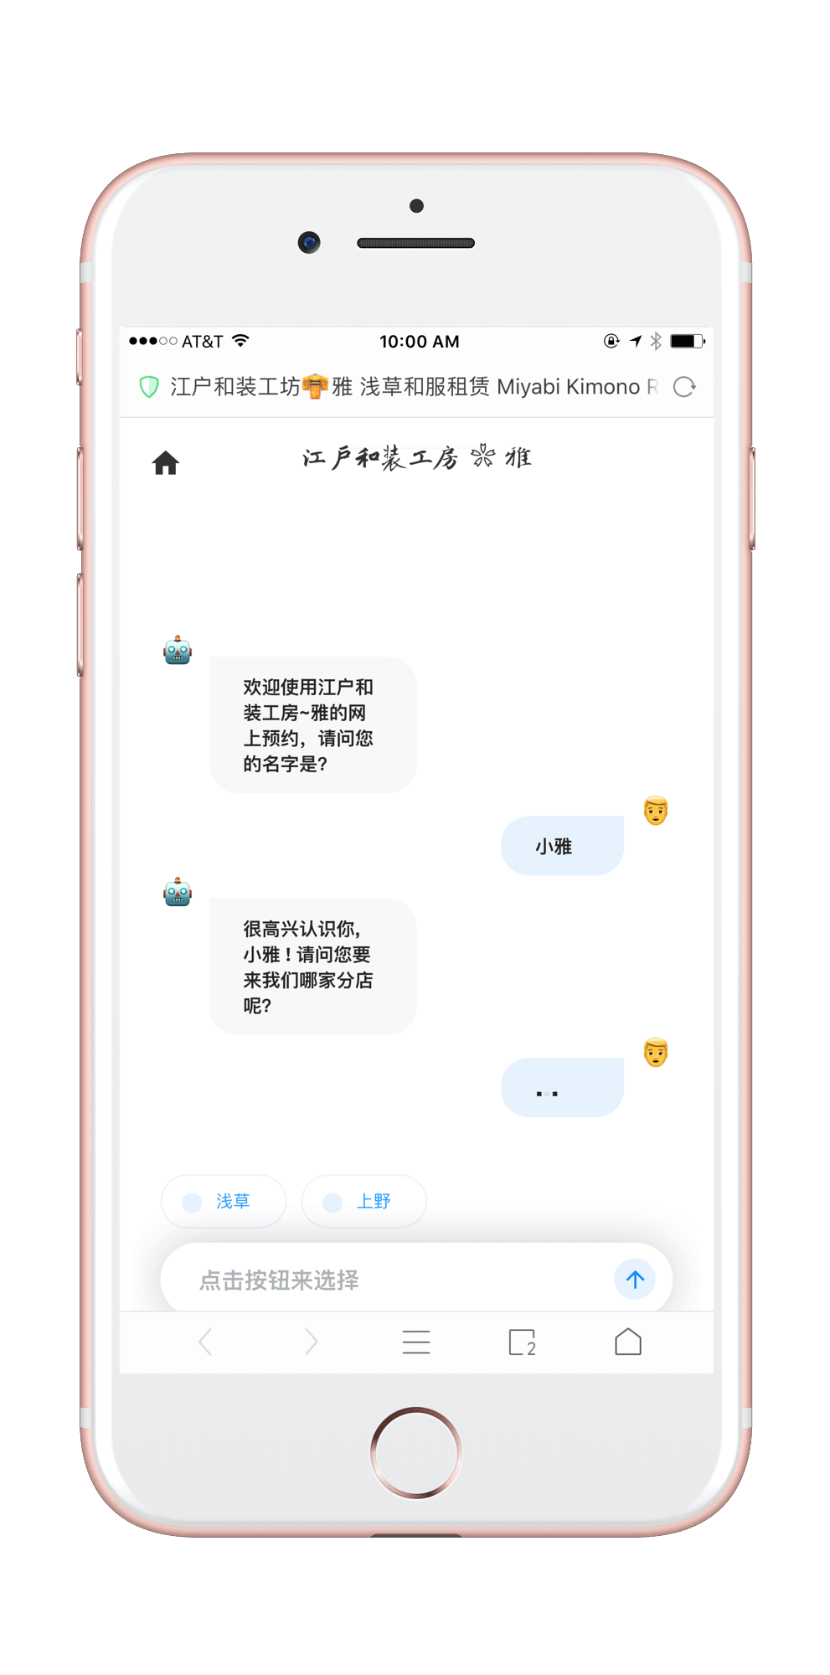 AT&T
10:00 AM
江户和装工坊👘雅 浅草和服租赁 Miyabi Kimono R
江戸和装工房 雅
欢迎使用江户和
装工房~雅的网
上预约，请问您
的名字是?
小雅
很高兴认识你,
小雅！请问您要
来我们哪家分店
呢?
...
浅草
上野
点击按钮来选择
2